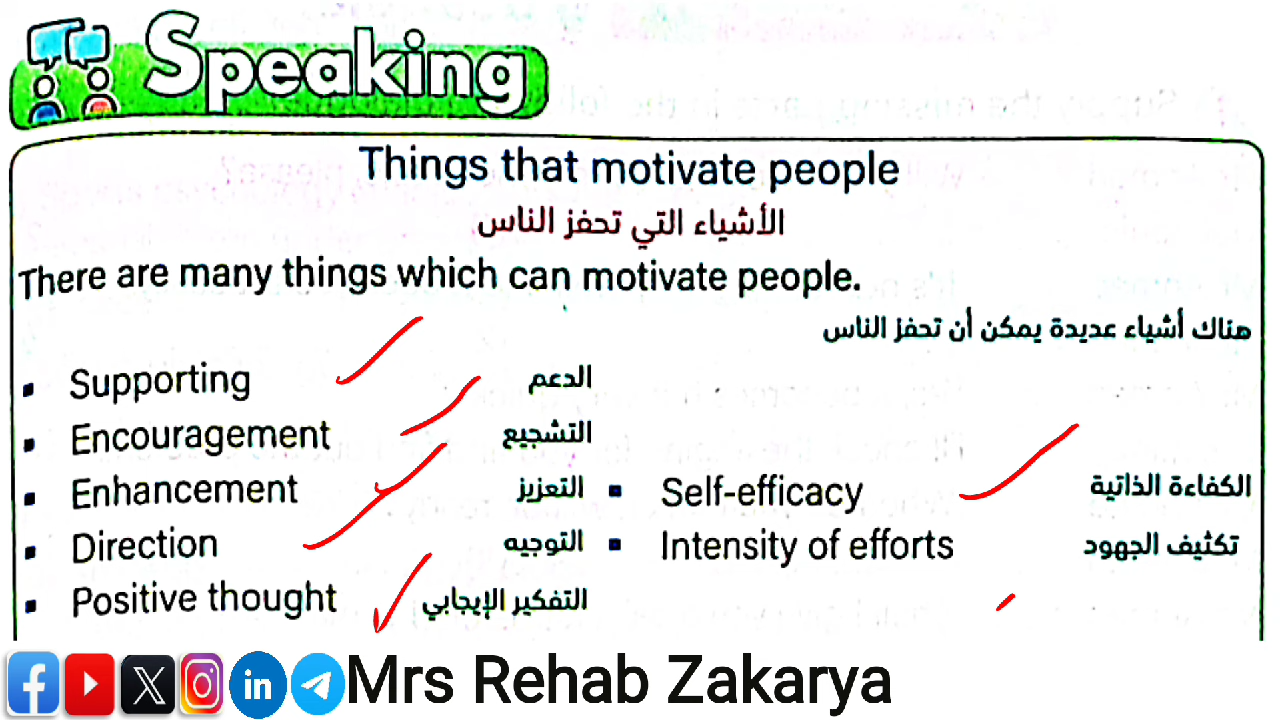 Speaking
Things that motivate people
الأشياء التي تحفز الناس
There are many things which can motivate people.
هناك أشياء عديدة يمكن أن تحفز الناس
▪ Supporting الدعم
▪ Encouragement التشجيع
▪ Enhancement التعزيز ▪ Self-efficacy الكفاءة الذاتية
▪ Direction التوجيه ▪ Intensity of efforts تكثيف الجهود
▪ Positive thought التفكير الإيجابي
Mrs Rehab Zakarya